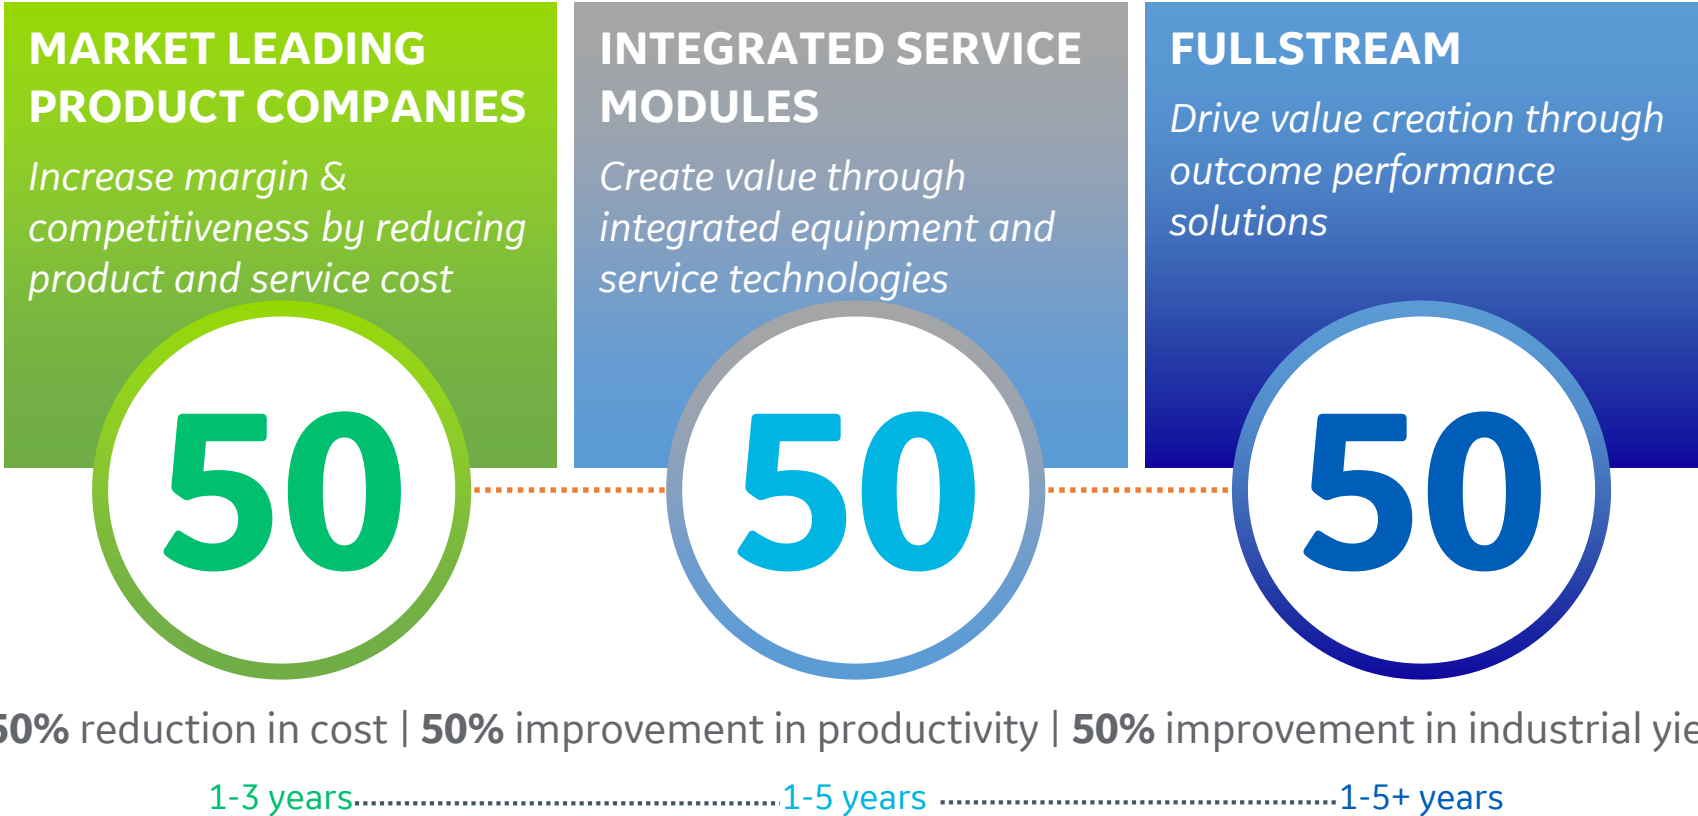 MARKET LEADING
PRODUCT COMPANIES
Increase margin &
competitiveness by reducing
product and service cost
50
INTEGRATED SERVICE
MODULES
Create value through
integrated equipment and
service technologies
50
FULLSTREAM
Drive value creation through
outcome performance
solutions
50
50% reduction in cost | 50% improvement in productivity | 50% improvement in industrial
1-3 years 1-5 years 1-5+ years